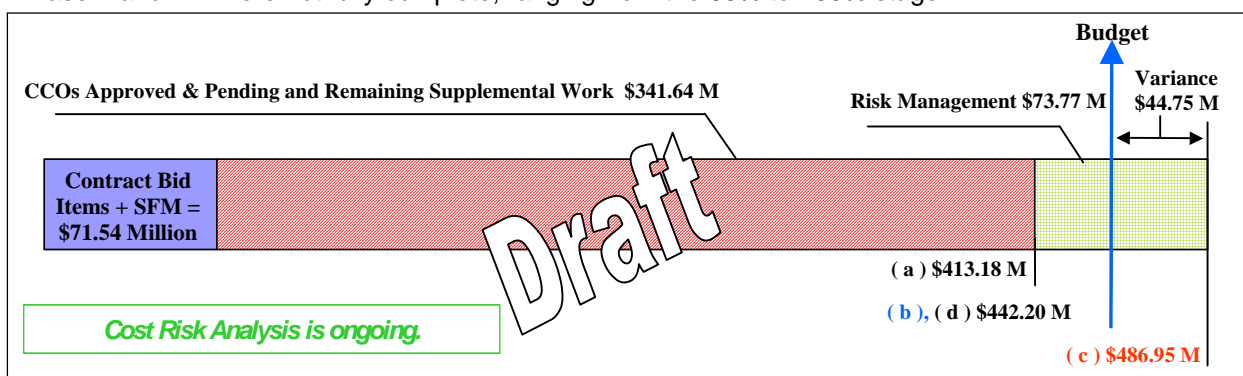 Budget
Variance
$44.75 M
CCOs Approved & Pending and Remaining Supplemental Work $341.64 M
Risk Management $73.77 M
Contract Bid
Items + SFM =
$71.54 Million
Draft
( a ) $413.18 M
( b ), ( d ) $442.20 M
Cost Risk Analysis is ongoing.
( c ) $486.95 M